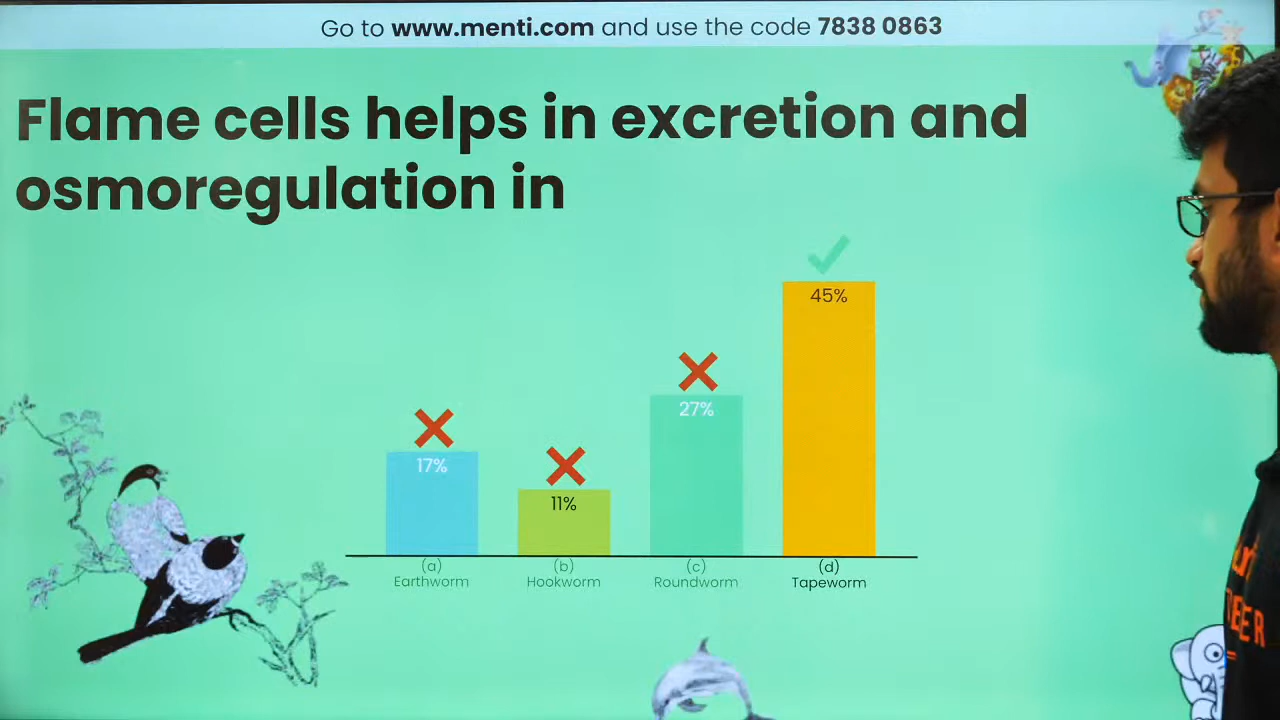 Go to www.menti.com and use the code 7838 0863
Flame cells helps in excretion and
osmoregulation in
45%
27%
17%
11%
(a)
Earthworm
(b)
Hookworm
(c)
Roundworm
(d)
Tapeworm